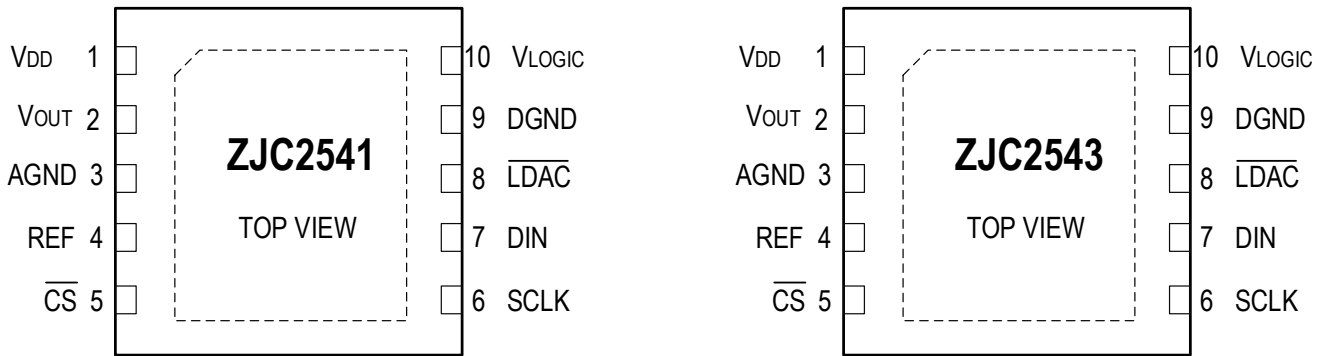 VDD 1
VOUT 2
AGND 3
REF 4
CS 5
ZJC2541
TOP VIEW
10 VLOGIC
9 DGND
8 LDAC
7 DIN
6 SCLK
VDD 1
VOUT 2
AGND 3
REF 4
CS 5
ZJC2543
TOP VIEW
10 VLOGIC
9 DGND
8 LDAC
7 DIN
6 SCLK